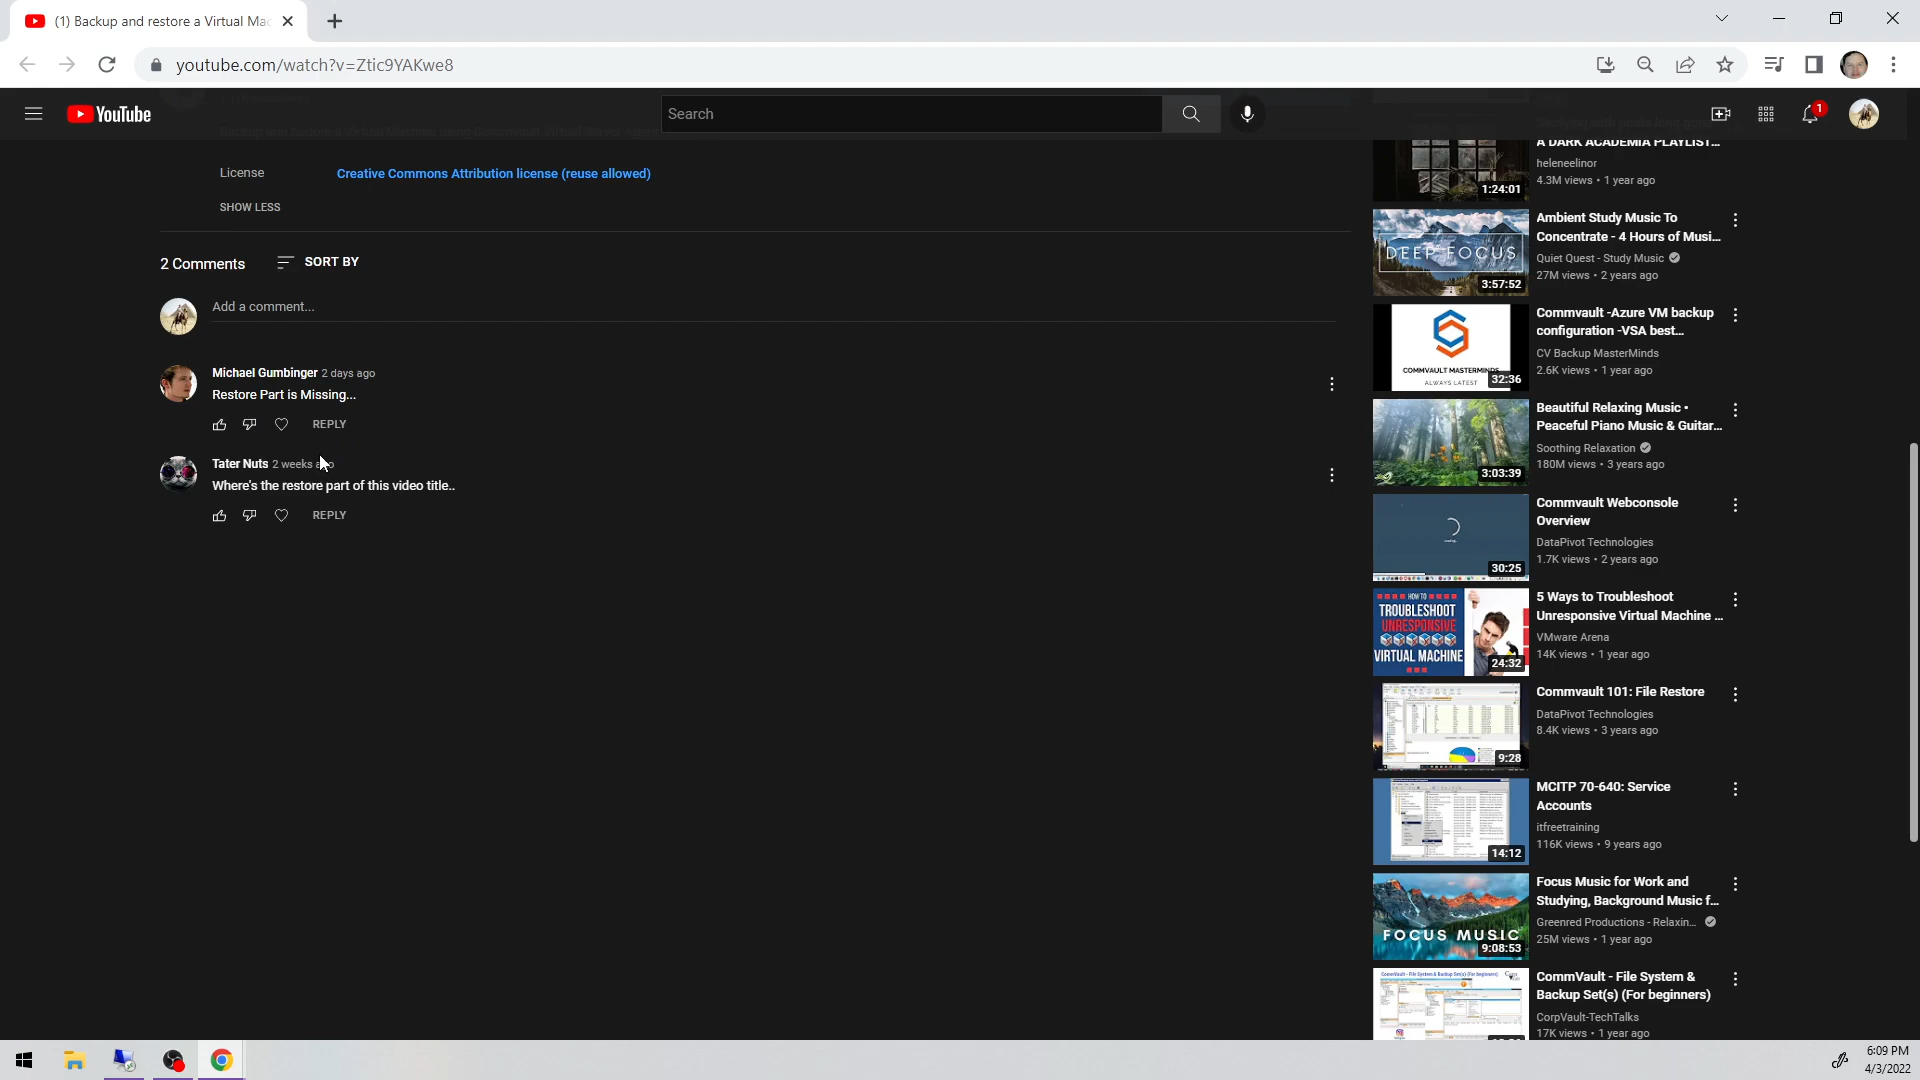 (1) Backup and restore a Virtual Mac
youtube.com/watch?v=Ztic9YAKwe8
YouTube
Search
1
License
Creative Commons Attribution license (reuse allowed)
SHOW LESS
2 Comments
SORT BY
Add a comment...
Michael Gumbinger 2 days ago
Restore Part is Missing...
REPLY
Tater Nuts 2 weeks ago
Where's the restore part of this video title..
REPLY
A DARK ACADEMIA PLAYLIST...
heleneelinor
4.3M views • 1 year ago
1:24:01
Ambient Study Music To
Concentrate - 4 Hours of Musi...
Quiet Quest - Study Music
27M views • 2 years ago
DEEP FOCUS
3:57:52
Commvault -Azure VM backup
configuration -VSA best...
CV Backup MasterMinds
2.6K views • 1 year ago
COMMVAULT MASTERMINDS
ALWAYS LATEST
32:36
Beautiful Relaxing Music •
Peaceful Piano Music & Guitar...
Soothing Relaxation
180M views • 3 years ago
3:03:39
Commvault Webconsole
Overview
DataPivot Technologies
1.7K views • 2 years ago
30:25
5 Ways to Troubleshoot
Unresponsive Virtual Machine ...
VMware Arena
14K views • 1 year ago
HOW TO
TROUBLESHOOT
UNRESPONSIVE
VIRTUAL MACHINE
24:32
Commvault 101: File Restore
DataPivot Technologies
8.4K views • 3 years ago
9:28
MCITP 70-640: Service
Accounts
itfreetraining
116K views • 9 years ago
14:12
Focus Music for Work and
Studying, Background Music f...
Greenred Productions - Relaxin...
25M views • 1 year ago
FOCUS MUSIC
9:08:53
CommVault - File System &
Backup Set(s) (For beginners)
CorpVault-TechTalks
17K views • 1 year ago
CommVault - File System & Backup Set(s) (For beginners)
6:09 PM
4/3/2022